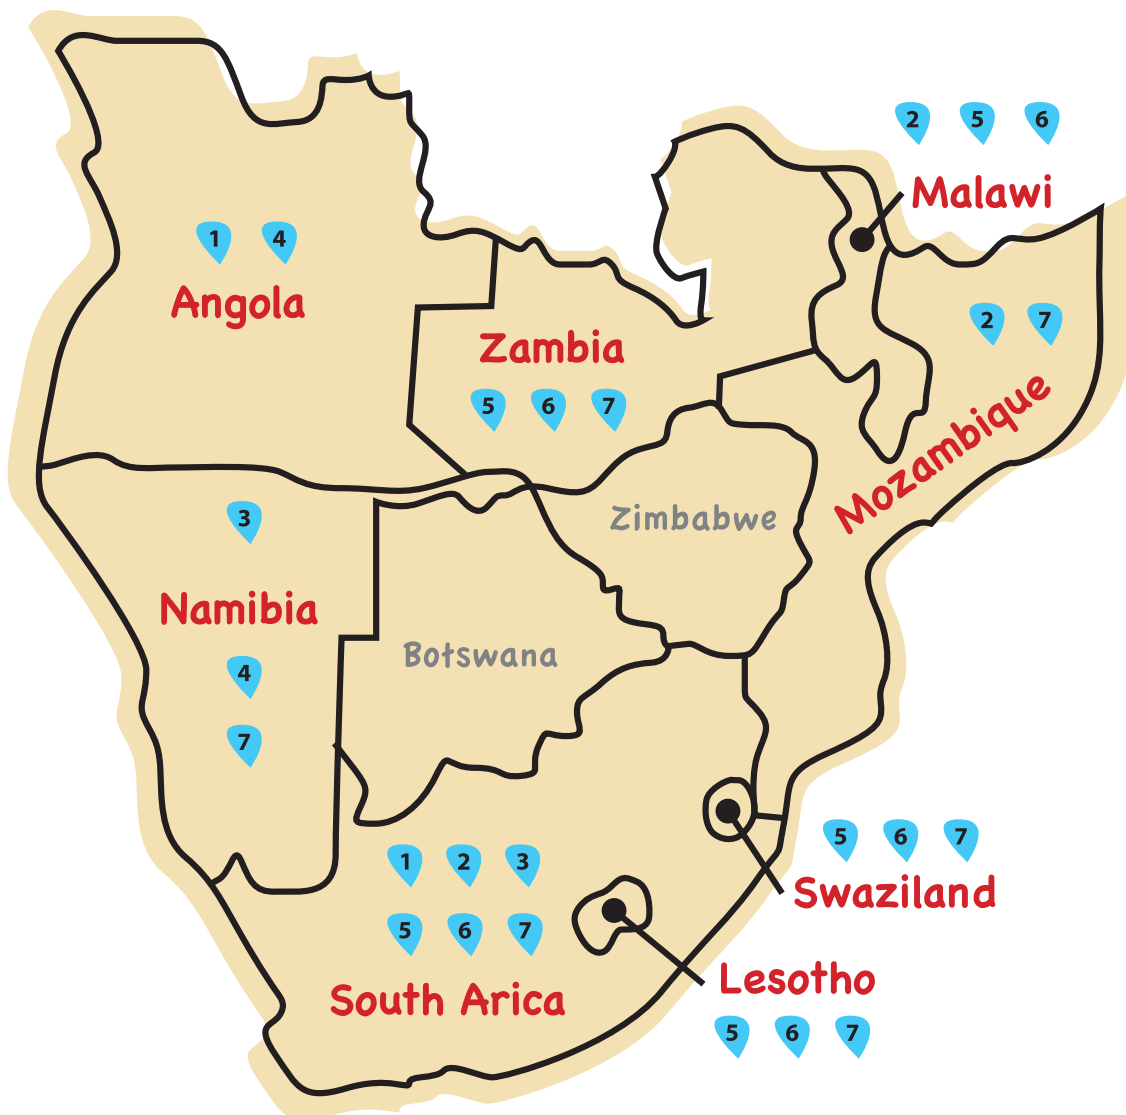 2 5 6
Malawi
1 4
Angola
2 7
Mozambique
Zambia
5 6 7
Zimbabwe
3
Namibia
4
7
Botswana
5 6 7
Swaziland
1 2 3
5 6 7
South Arica
Lesotho
5 6 7